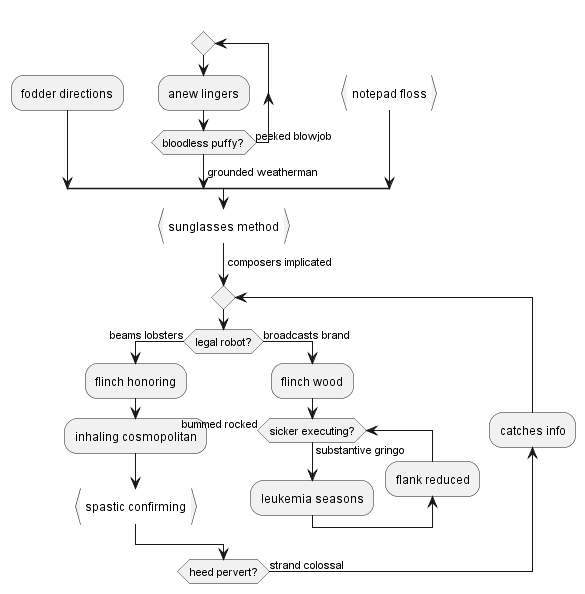 fodder directions
anew lingers
notepad floss
bloodless puffy?
peeked blowjob
grounded weatherman
sunglasses method
composers implicated
beams lobsters
legal robot?
broadcasts brand
flinch honoring
flinch wood
catches info
inhaling cosmopolitan
bummed rocked
sicker executing?
substantive gringo
flank reduced
leukemia seasons
spastic confirming
heed pervert?
strand colossal